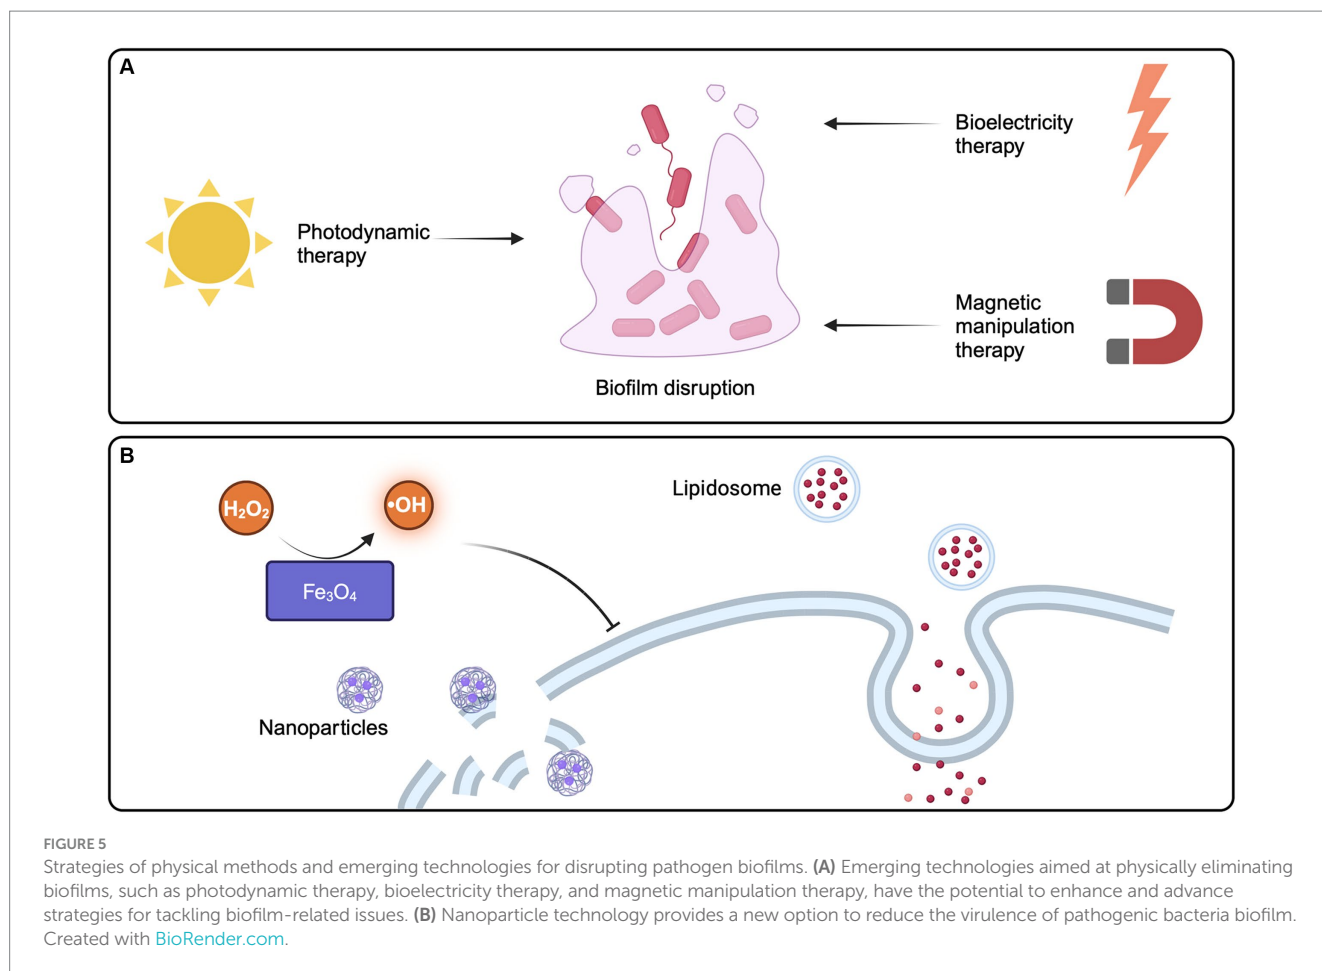 A
Photodynamic
therapy
Bioelectricity
therapy
Magnetic
manipulation
therapy
Biofilm disruption
B
H₂O₂
•OH
Fe₃O₄
Lipidosome
Nanoparticles
FIGURE 5
Strategies of physical methods and emerging technologies for disrupting pathogen biofilms. (A) Emerging technologies aimed at physically eliminating
biofilms, such as photodynamic therapy, bioelectricity therapy, and magnetic manipulation therapy, have the potential to enhance and advance
strategies for tackling biofilm-related issues. (B) Nanoparticle technology provides a new option to reduce the virulence of pathogenic bacteria biofilm.
Created with BioRender.com.